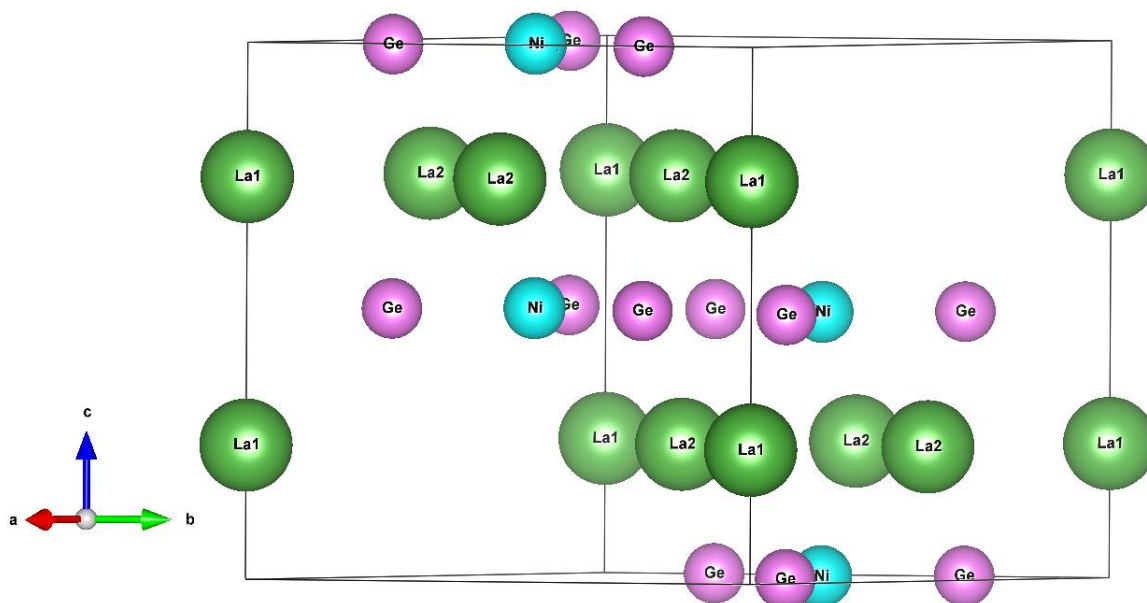 Ge Ni Ge Ge
La1 La2 La2 La1 La2 La1 La1
Ge Ni Ge Ge Ge Ge Ni Ge
La1 La1 La2 La1 La2 La2 La1
c
a b
Ge Ge Ni Ge